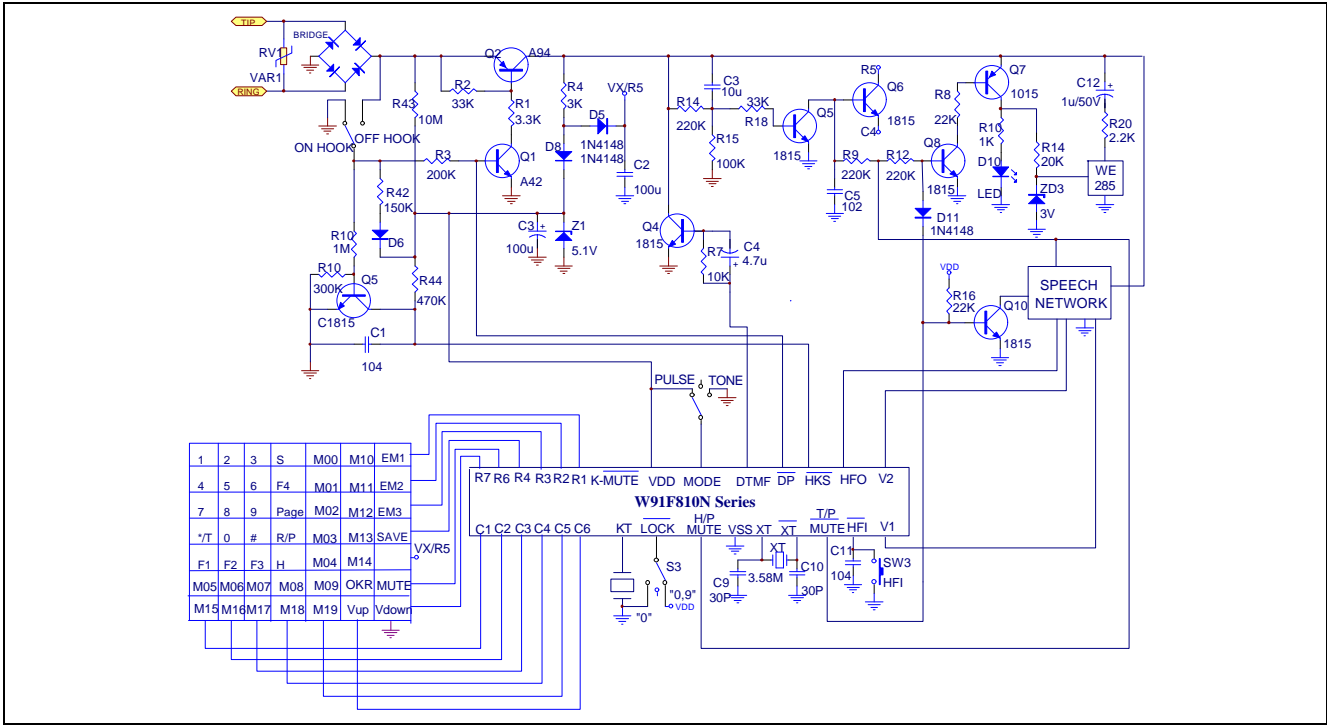 TIP
BRIDGE
RV1
VAR1
RING
Q2
A94
R2
33K
R1
3.3K
R43
10M
OFF HOOK
ON HOOK
R3
200K
Q1
A42
R42
150K
D6
R10
1M
R10
300K
Q5
C1815
R44
470K
C1
104
R4
3K
VX/R5
D5
1N4148
1N4148
D8
C2
100u
C3
+
100u
Z1
5.1V
C3
10u
R14
220K
33K
R18
R15
100K
Q5
1815
R5
Q6
1815
C4
R9
220K
R12
220K
C5
102
Q4
1815
R7
10K
C4
4.7u
+
Q7
1015
R8
22K
Q8
1815
R10
1K
D10
LED
R14
20K
ZD3
3V
C12
+
1u/50V
R20
2.2K
WE
285
D11
1N4148
VDD
R16
22K
Q10
1815
SPEECH
NETWORK
PULSE
TONE
1 2 3 S M00 M10 EM1
4 5 6 F4 M01 M11 EM2
7 8 9 Page M02 M12 EM3
*/T 0 # R/P M03 M13 SAVE
F1 F2 F3 H M04 M14
VX/R5
M05 M06 M07 M08 M09 OKR MUTE
M15 M16 M17 M18 M19 Vup Vdown
R7 R6 R4 R3 R2 R1 K-MUTE VDD MODE DTMF DP HKS HFO V2
W91F810N Series
C1 C2 C3 C4 C5 C6 KT LOCK H/P MUTE VSS XT XT T/P MUTE HFI V1
S3
"0,9"
VDD
"0"
XT
C9
30P
3.58M
C10
30P
C11
104
SW3
HFI